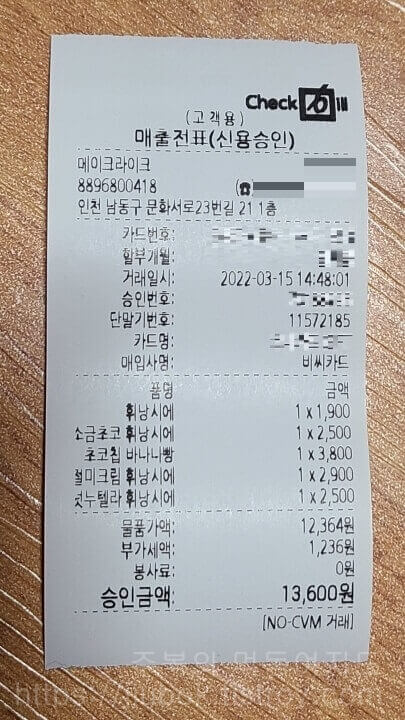 Check 10 ill
(고객용)
매출전표(신용승인)
메이크라이크
8896800418 (☎)
인천 남동구 문화서로23번길 21 1층
카드번호:
할부개월:
거래일시: 2022-03-15 14:48:01
승인번호:
단말기번호: 11572185
카드명:
매입사명: 비씨카드
품명 금액
휘낭시에 1 x 1,900
소금초코 휘낭시에 1 x 2,500
초코칩 바나나빵 1 x 3,800
절미크림 휘낭시에 1 x 2,900
넛누텔라 휘낭시에 1 x 2,500
물품가액: 12,364원
부가세액: 1,236원
봉사료: 0원
승인금액: 13,600원
[NO-CVM 거래]